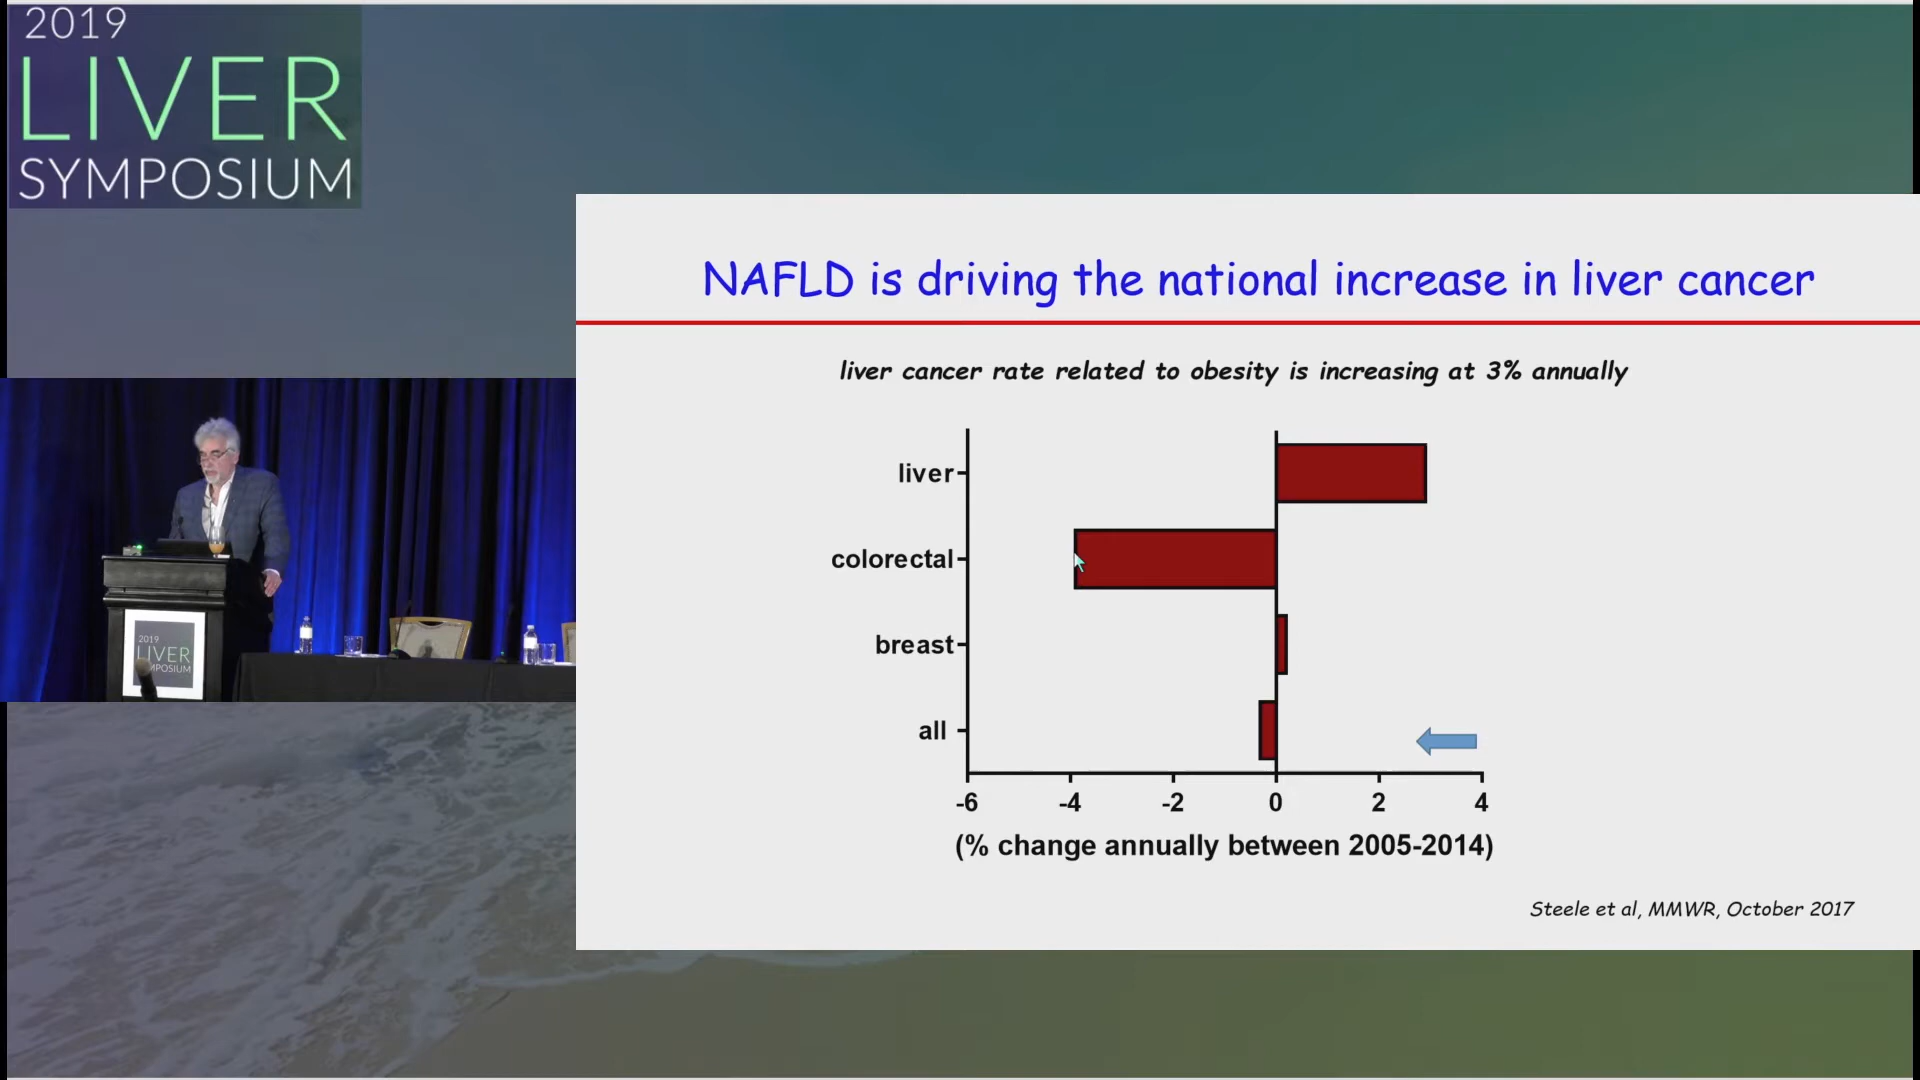 2019
LIVER
SYMPOSIUM
NAFLD is driving the national increase in liver cancer
liver cancer rate related to obesity is increasing at 3% annually
liver
colorectal
breast
all
-6 -4 -2 0 2 4
(% change annually between 2005-2014)
Steele et al, MMWR, October 2017
2019
LIVER